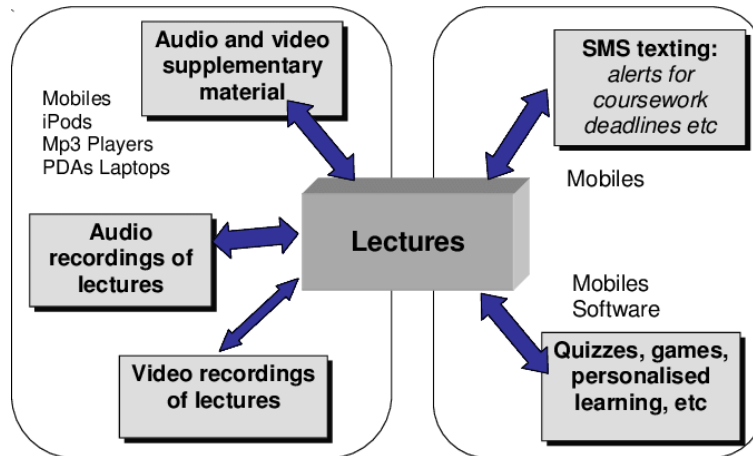 Audio and video
supplementary
material
Mobiles
iPods
Mp3 Players
PDAs Laptops
Audio
recordings of
lectures
Video recordings
of lectures
Lectures
SMS texting:
alerts for
coursework
deadlines etc
Mobiles
Mobiles
Software
Quizzes, games,
personalised
learning, etc